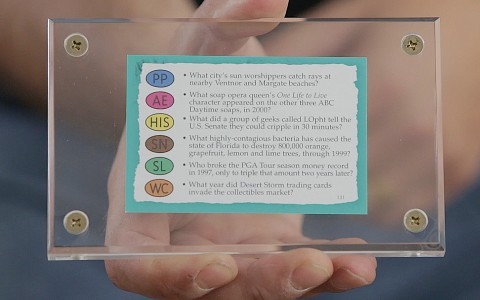 PP • What city's sun worshippers catch rays at
nearby Ventnor and Margate beaches?
AE • What soap opera queen's One Life to Live
character appeared on the other three ABC
Daytime soaps, in 2000?
HIS • What did a group of geeks called LOpht tell the
U.S. Senate they could cripple in 30 minutes?
SN • What highly-contagious bacteria has caused the
state of Florida to destroy 800,000 orange,
grapefruit, lemon and lime trees, through 1999?
SL • Who broke the PGA Tour season money record
in 1997, only to triple that amount two years later?
WC • What year did Desert Storm trading cards
invade the collectibles market?